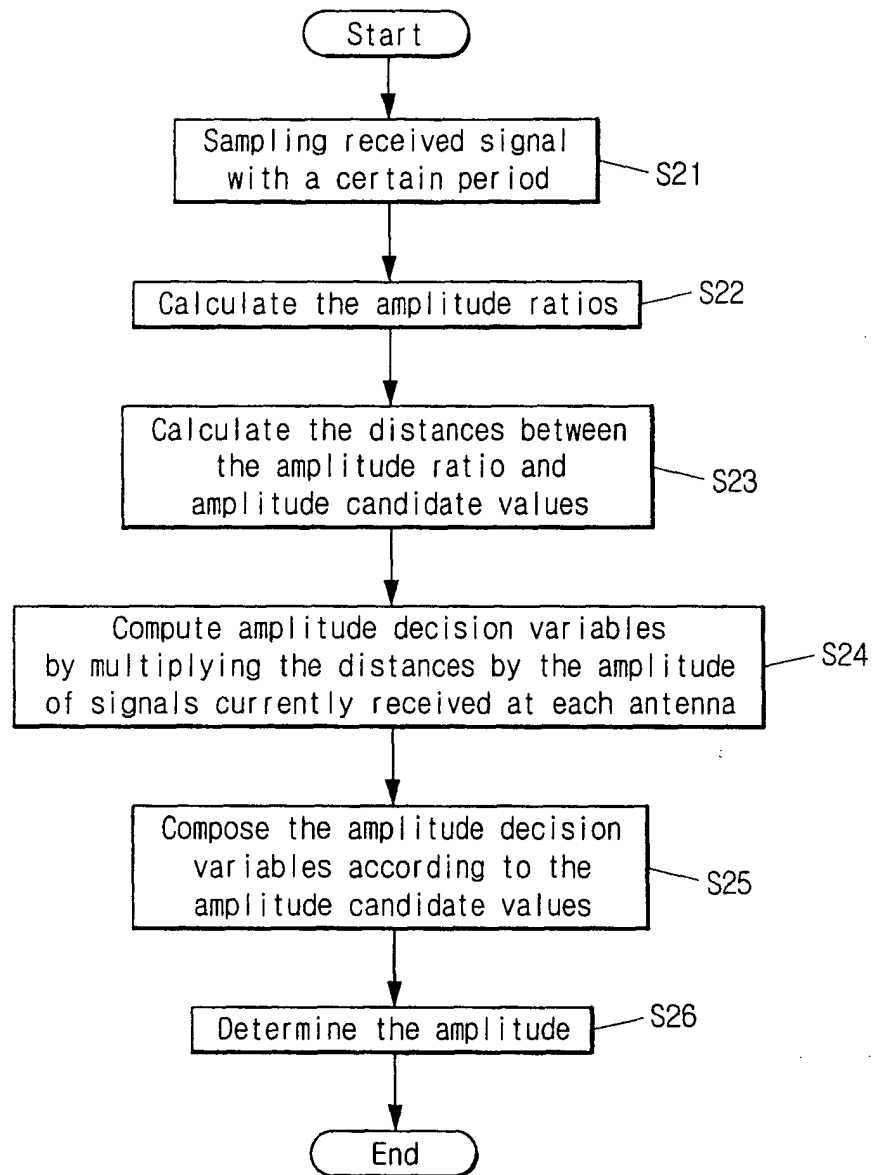 Start
Sampling received signal
with a certain period
S21
Calculate the amplitude ratios
S22
Calculate the distances between
the amplitude ratio and
amplitude candidate values
S23
Compute amplitude decision variables
by multiplying the distances by the amplitude
of signals currently received at each antenna
S24
Compose the amplitude decision
variables according to the
amplitude candidate values
S25
Determine the amplitude
S26
End